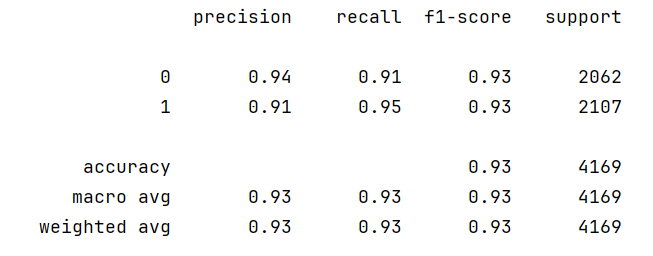 precision recall f1-score support
0 0.94 0.91 0.93 2062
1 0.91 0.95 0.93 2107
accuracy 0.93 4169
macro avg 0.93 0.93 0.93 4169
weighted avg 0.93 0.93 0.93 4169